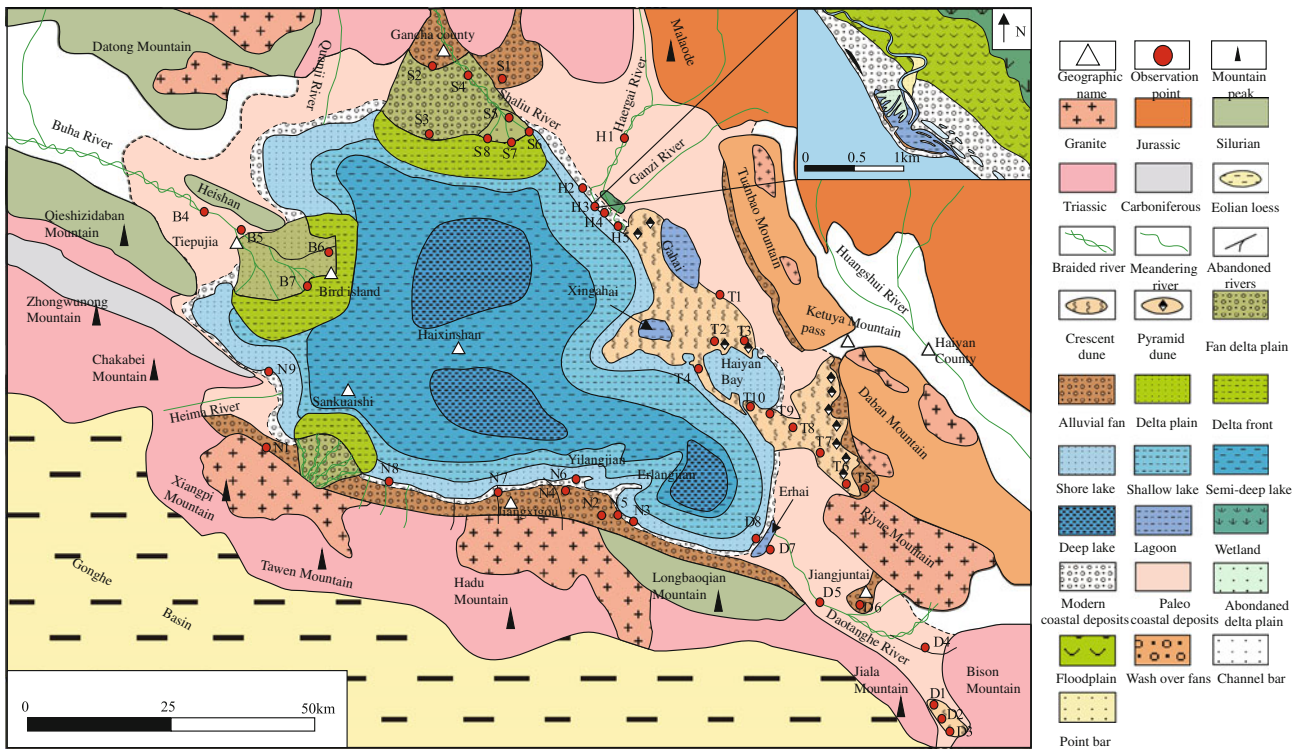 Datong Mountain
Gancha county
Quanji River
Malaode
N
S2
S1
S4
Shaliu River
S5
S3
S6
S8
S7
Buha River
Haergai River
H1
Ganzi River
0
0.5
1km
Heishan
H2
H3
H4
H5
Tuanbao Mountain
Qieshizidaban
Mountain
B4
B5
Tiepujia
B6
B7
Bird island
Gahai
Huangshui River
Zhongwunong
Mountain
Xingahai
T1
Ketuya Mountain
pass
Haixinshan
T2
T3
Haiyan
County
Chakabei
Mountain
N9
Haiyan
Bay
T4
Sankuaishi
Heima River
T10
T9
T8
Daban Mountain
N1
T7
Yilangjian
Erlangjian
N8
N7
N6
N4
T6
T5
Xiangpi
Mountain
Jiangxigou
N2
N5
N3
Erhai
D8
D7
Riyue Mountain
Gonghe
Tawen Mountain
Hadu
Mountain
Longbaoqian
Mountain
Jiangjuntai
D5
D6
Basin
Daotanghe River
D4
Jiala
Mountain
Bison
Mountain
D1
D2
D3
0
25
50km
Geographic
name
Observation
point
Mountain
peak
Granite
Jurassic
Silurian
Triassic
Carboniferous
Eolian loess
Braided river
Meandering
river
Abandoned
rivers
Crescent
dune
Pyramid
dune
Fan delta plain
Alluvial fan
Delta plain
Delta front
Shore lake
Shallow lake
Semi-deep lake
Deep lake
Lagoon
Wetland
Modern
coastal deposits
Paleo
coastal deposits
Abondaned
delta plain
Floodplain
Wash over fans
Channel bar
Point bar